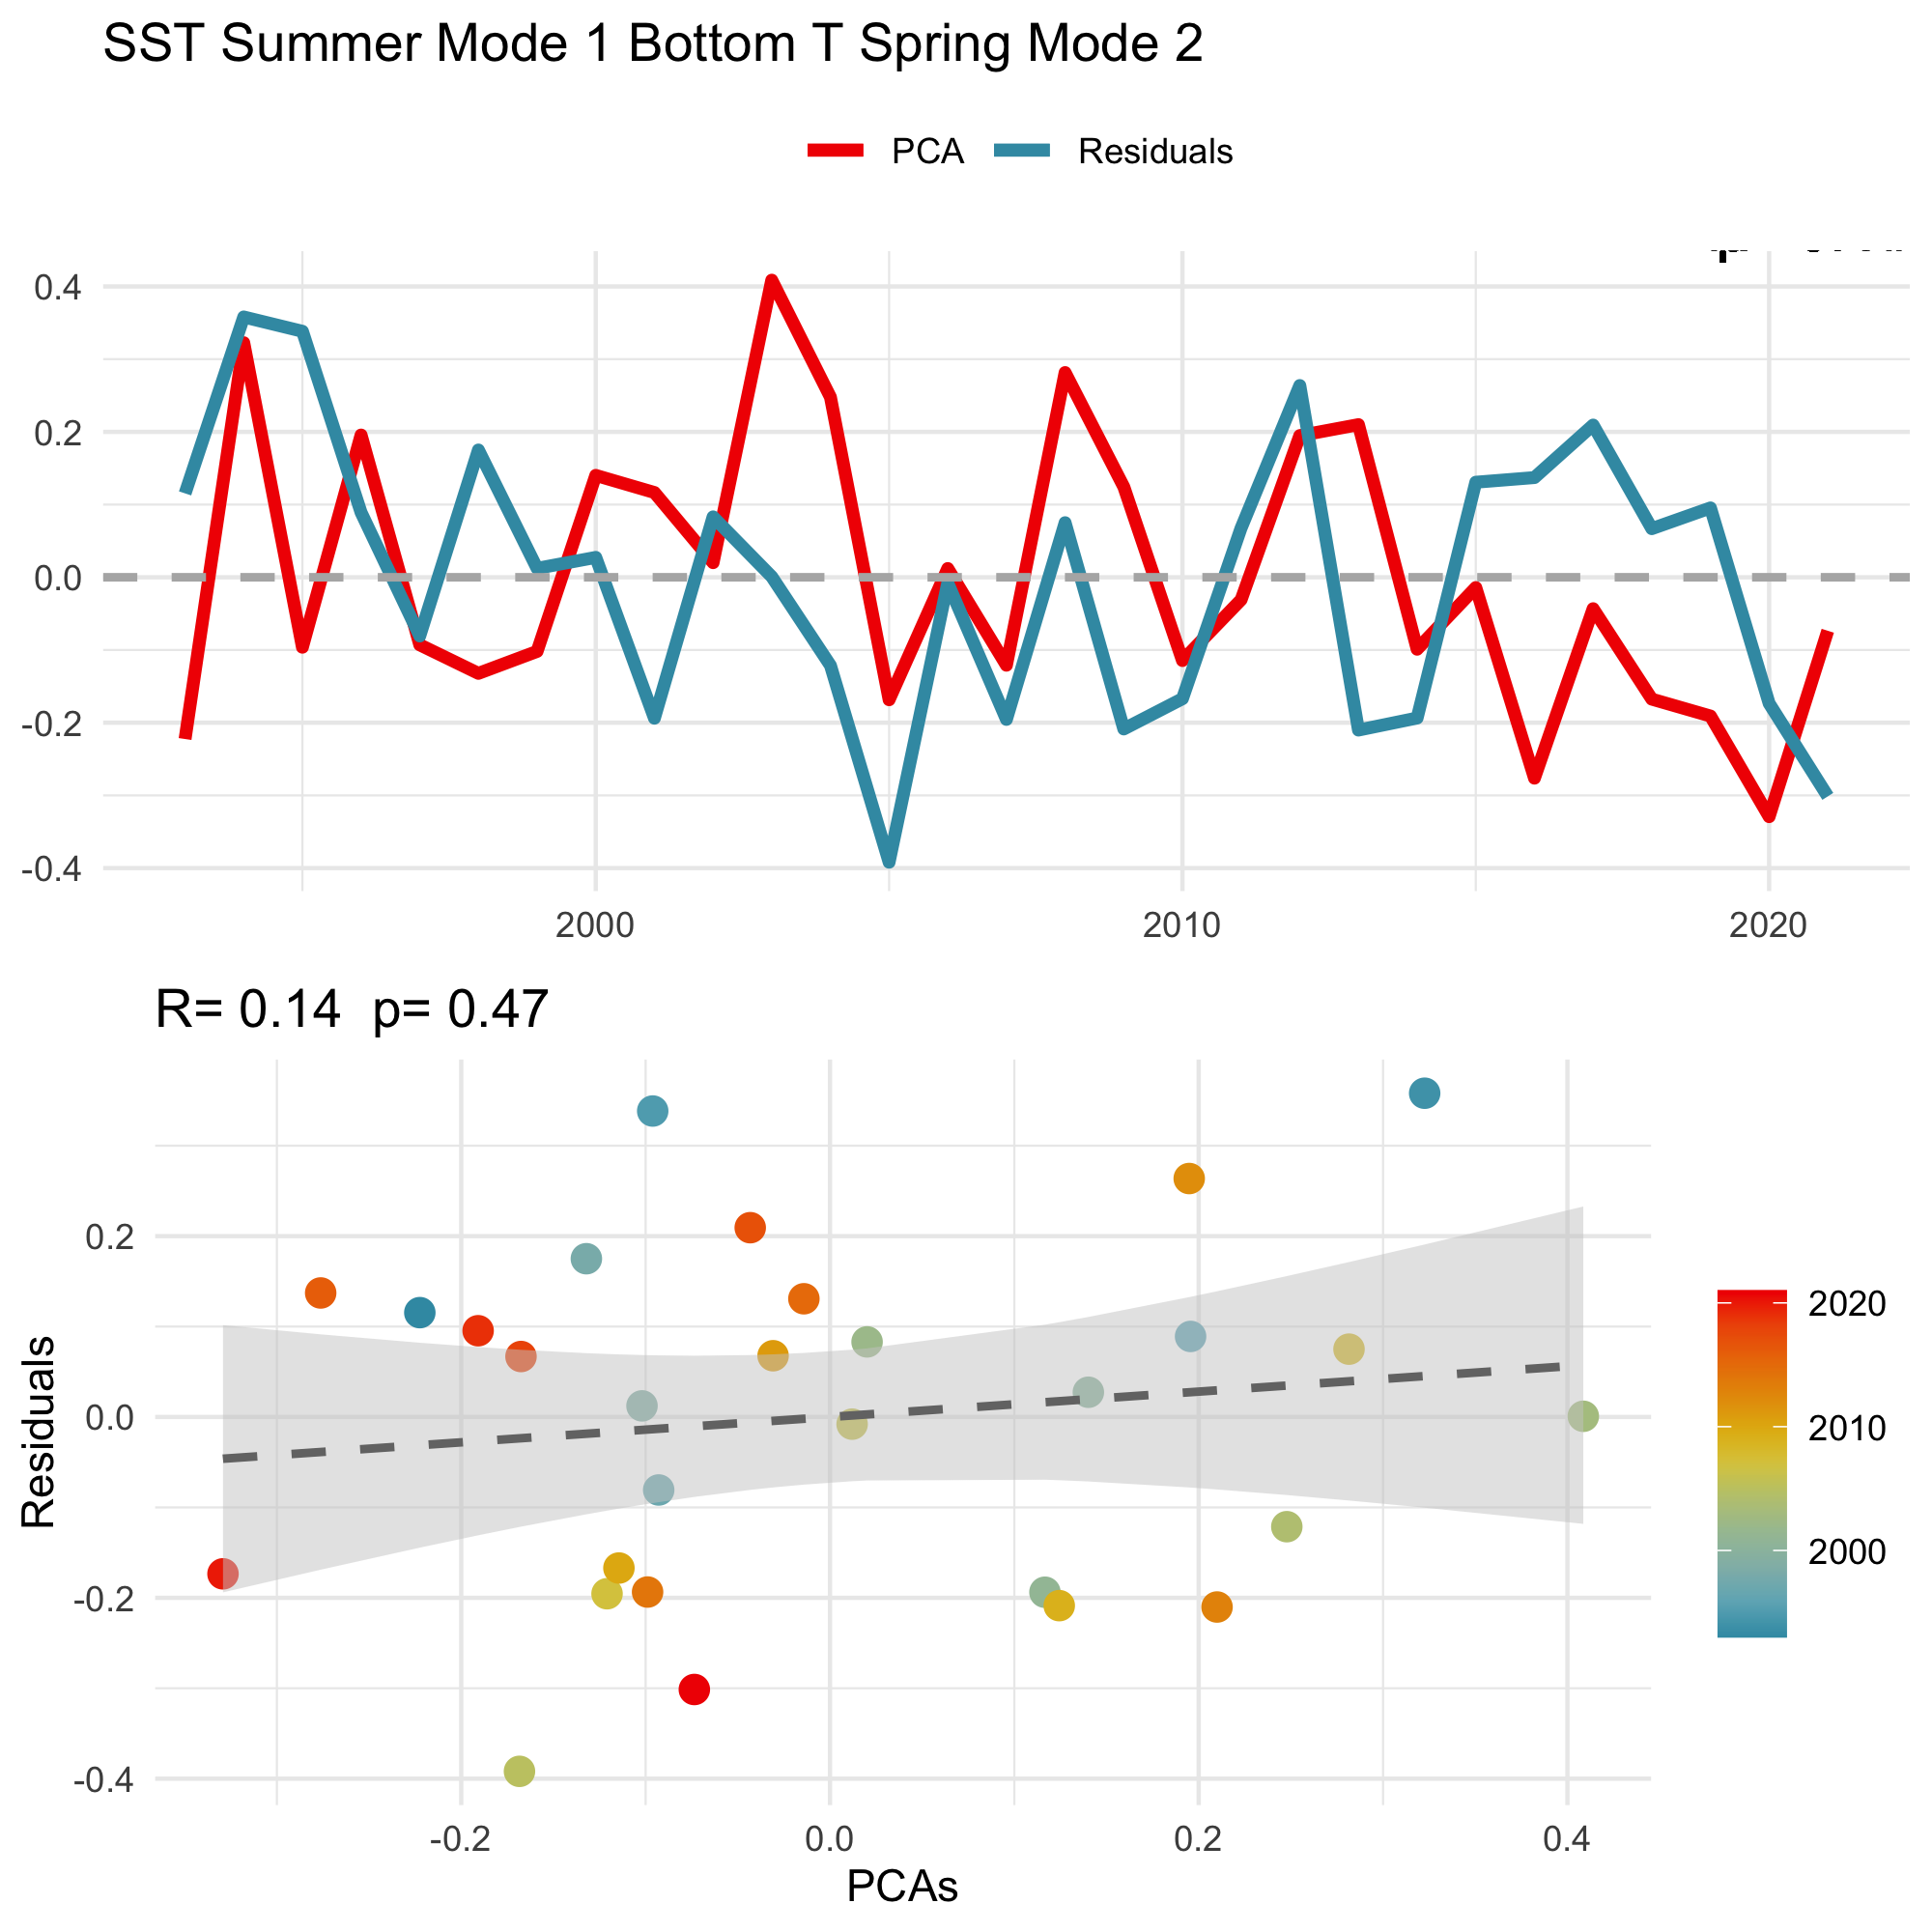 SST Summer Mode 1 Bottom T Spring Mode 2
PCA Residuals
0.4
0.2
0.0
-0.2
-0.4
2000 2010 2020
R= 0.14 p= 0.47
Residuals
0.2
0.0
-0.2
-0.4
-0.2 0.0 0.2 0.4
PCAs
2020
2010
2000